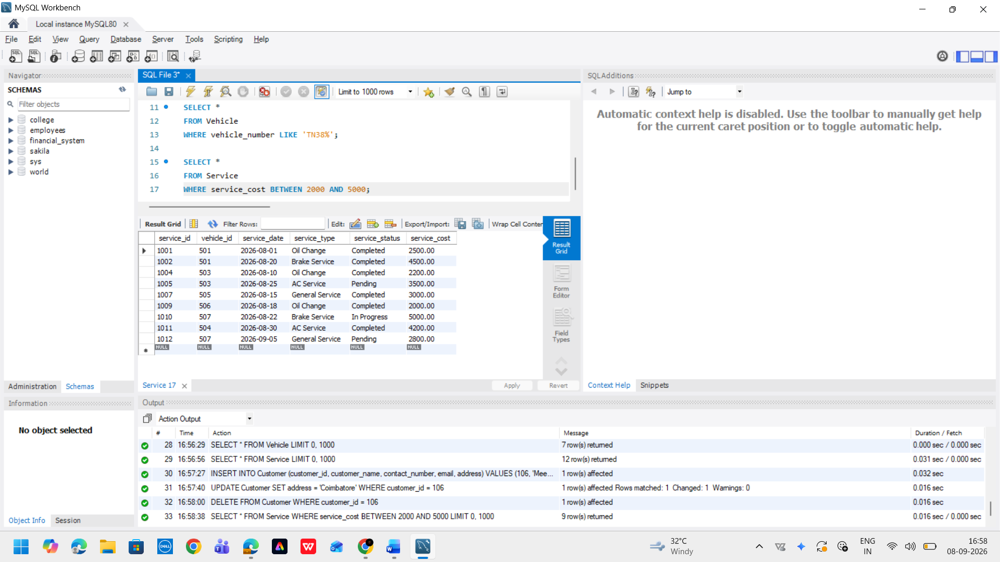 MySQL Workbench
Local instance MySQL80
File Edit View Query Database Server Tools Scripting Help
Navigator
SCHEMAS
Filter objects
college
employees
financial_system
sakila
sys
world
Administration Schemas
Information
No object selected
Object Info Session
SQL File 3*
Limit to 1000 rows
11 SELECT *
12 FROM Vehicle
13 WHERE vehicle_number LIKE 'TN38%';
14
15 SELECT *
16 FROM Service
17 WHERE service_cost BETWEEN 2000 AND 5000;
Result Grid Filter Rows: Edit: Export/Import: Wrap Cell Conter
service_id vehicle_id service_date service_type service_status service_cost
1001 501 2026-08-01 Oil Change Completed 2500.00
1002 501 2026-08-20 Brake Service Completed 4500.00
1004 503 2026-08-10 Oil Change Completed 2200.00
1005 503 2026-08-25 AC Service Pending 3500.00
1007 505 2026-08-15 General Service Completed 3000.00
1009 506 2026-08-18 Oil Change Completed 2000.00
1010 507 2026-08-22 Brake Service In Progress 5000.00
1011 504 2026-08-30 AC Service Completed 4200.00
1012 507 2026-09-05 General Service Pending 2800.00
NULL NULL NULL NULL NULL NULL
Result
Grid
Form
Editor
Field
Types
Service 17 Apply Revert
SQLAdditions
Jump to
Automatic context help is disabled. Use the toolbar to manually get help
for the current caret position or to toggle automatic help.
Context Help Snippets
Output
Action Output
# Time Action Message Duration / Fetch
28 16:56:29 SELECT * FROM Vehicle LIMIT 0, 1000 7 row(s) returned 0.000 sec / 0.000 sec
29 16:56:56 SELECT * FROM Service LIMIT 0, 1000 12 row(s) returned 0.031 sec / 0.000 sec
30 16:57:27 INSERT INTO Customer (customer_id, customer_name, contact_number, email, address) VALUES (106, 'Mee... 1 row(s) affected 0.032 sec
31 16:57:40 UPDATE Customer SET address = 'Coimbatore' WHERE customer_id = 106 1 row(s) affected Rows matched: 1 Changed: 1 Warnings: 0 0.016 sec
32 16:58:00 DELETE FROM Customer WHERE customer_id = 106 1 row(s) affected 0.016 sec
33 16:58:38 SELECT * FROM Service WHERE service_cost BETWEEN 2000 AND 5000 LIMIT 0, 1000 9 row(s) returned 0.016 sec / 0.000 sec
32°C
Windy
ENG
IN
16:58
08-09-2026